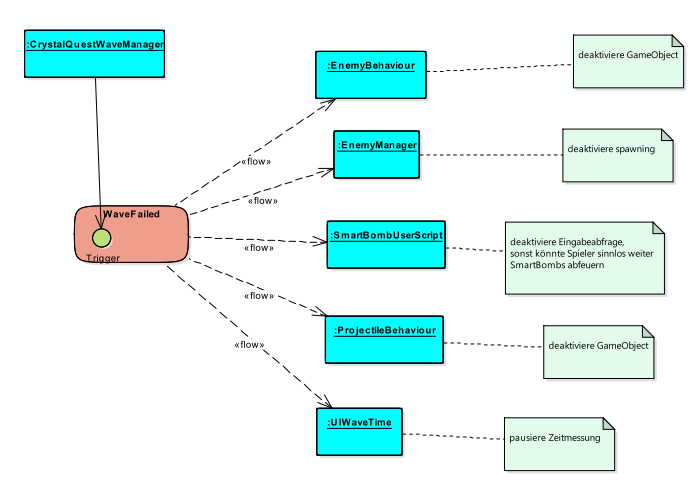 :CrystalQuestWaveManager
:EnemyBehaviour
deaktiviere GameObject
:EnemyManager
deaktiviere spawning
«flow»
«flow»
WaveFailed
Trigger
:SmartBombUserScript
«flow»
deaktiviere Eingabeabfrage,
sonst könnte Spieler sinnlos weiter
SmartBombs abfeuern
«flow»
:ProjectileBehaviour
deaktiviere GameObject
«flow»
:UIWaveTime
pausiere Zeitmessung